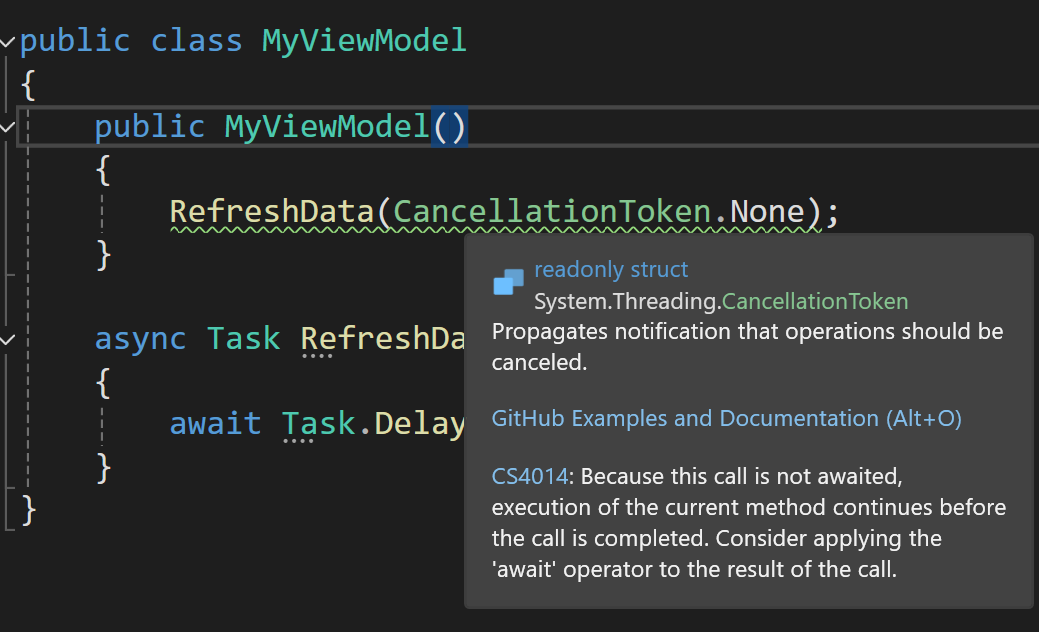 public class MyViewModel
{
public MyViewModel()
{
RefreshData(CancellationToken.None);
}
async Task RefreshDa
{
await Task.Delay
}
}
readonly struct
System.Threading.CancellationToken
Propagates notification that operations should be
canceled.
GitHub Examples and Documentation (Alt+O)
CS4014: Because this call is not awaited,
execution of the current method continues before
the call is completed. Consider applying the
'await' operator to the result of the call.